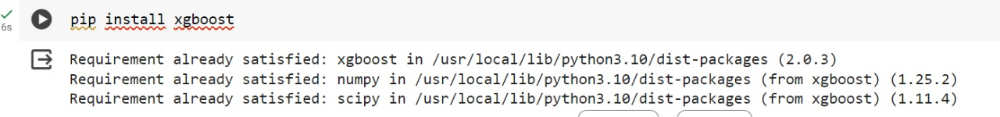 pip install xgboost
6s
Requirement already satisfied: xgboost in /usr/local/lib/python3.10/dist-packages (2.0.3)
Requirement already satisfied: numpy in /usr/local/lib/python3.10/dist-packages (from xgboost) (1.25.2)
Requirement already satisfied: scipy in /usr/local/lib/python3.10/dist-packages (from xgboost) (1.11.4)